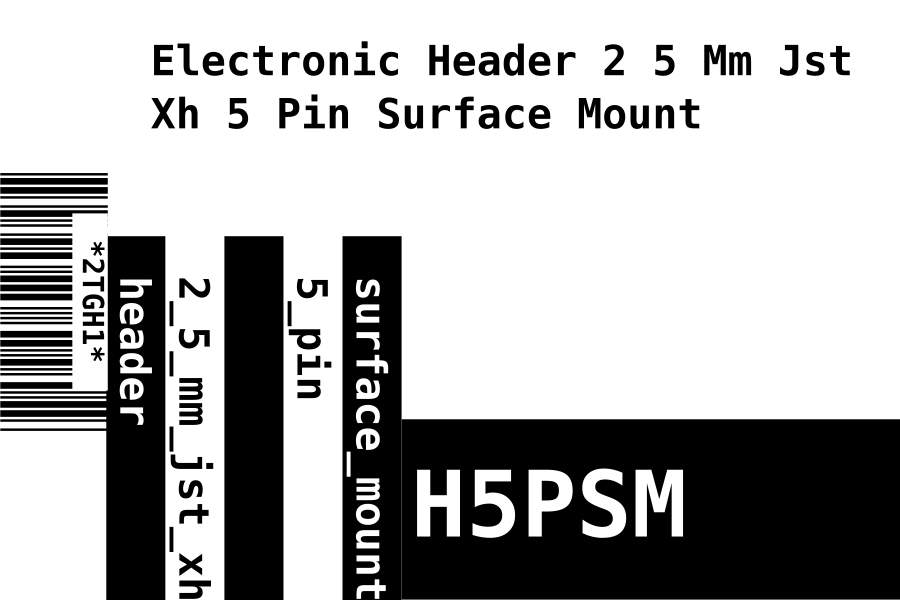 Electronic Header 2 5 Mm Jst
Xh 5 Pin Surface Mount
*2TGH1*
header
2_5_mm_jst_xh
5_pin
surface_mount
H5PSM